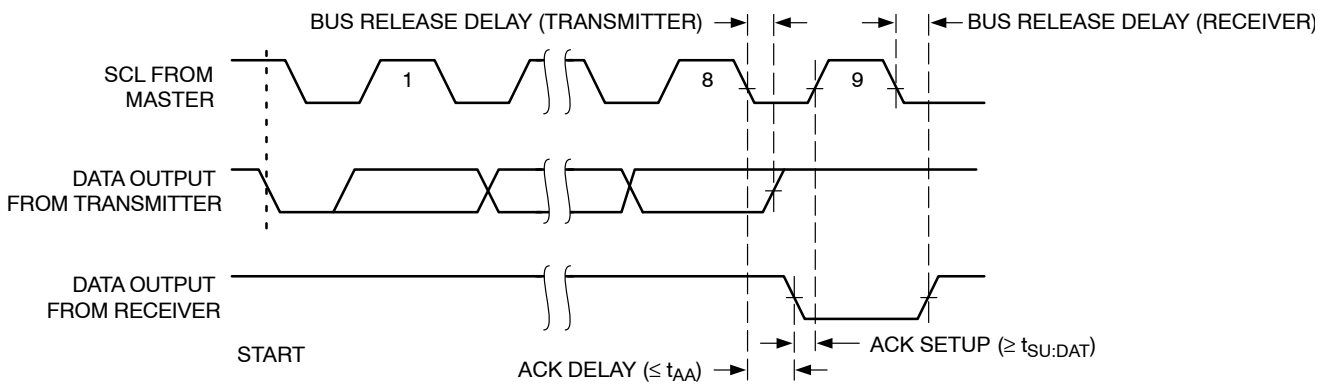 BUS RELEASE DELAY (TRANSMITTER)
BUS RELEASE DELAY (RECEIVER)
SCL FROM
MASTER
1
8
9
DATA OUTPUT
FROM TRANSMITTER
DATA OUTPUT
FROM RECEIVER
START
ACK SETUP (≥ tSU:DAT)
ACK DELAY (≤ tAA)